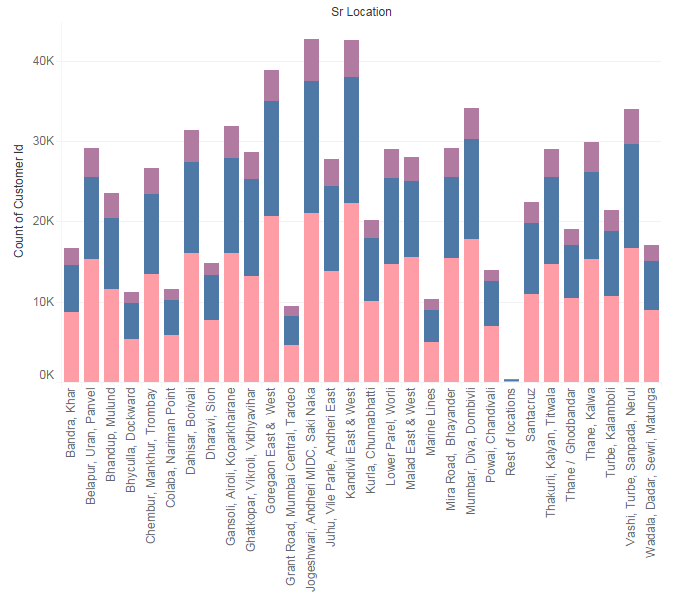 Sr Location
Count of Customer Id
40K
30K
20K
10K
0K
Bandra, Khar
Belapur, Uran, Panvel
Bhandup, Mulund
Bhyculla, Dockward
Chembur, Mankhur, Trombay
Colaba, Nariman Point
Dahisar, Borivali
Dharavi, Sion
Gansoli, Airoli, Koparkhairane
Ghatkopar, Vikroli, Vidhyavihar
Goregaon East & West
Grant Road, Mumbai Central, Tardeo
Jogeshwari, Andheri MIDC, Saki Naka
Juhu, Vile Parle, Andheri East
Kandivli East & West
Kurla, Chunnabhatti
Lower Parel, Worli
Malad East & West
Marine Lines
Mira Road, Bhayander
Mumbar, Diva, Dombivli
Powai, Chandivali
Rest of locations
Santacruz
Thakurli, Kalyan, Titwala
Thane / Ghodbandar
Thane, Kalwa
Turbe, Kalamboli
Vashi, Turbe, Sanpada, Nerul
Wadala, Dadar, Sewri, Matunga